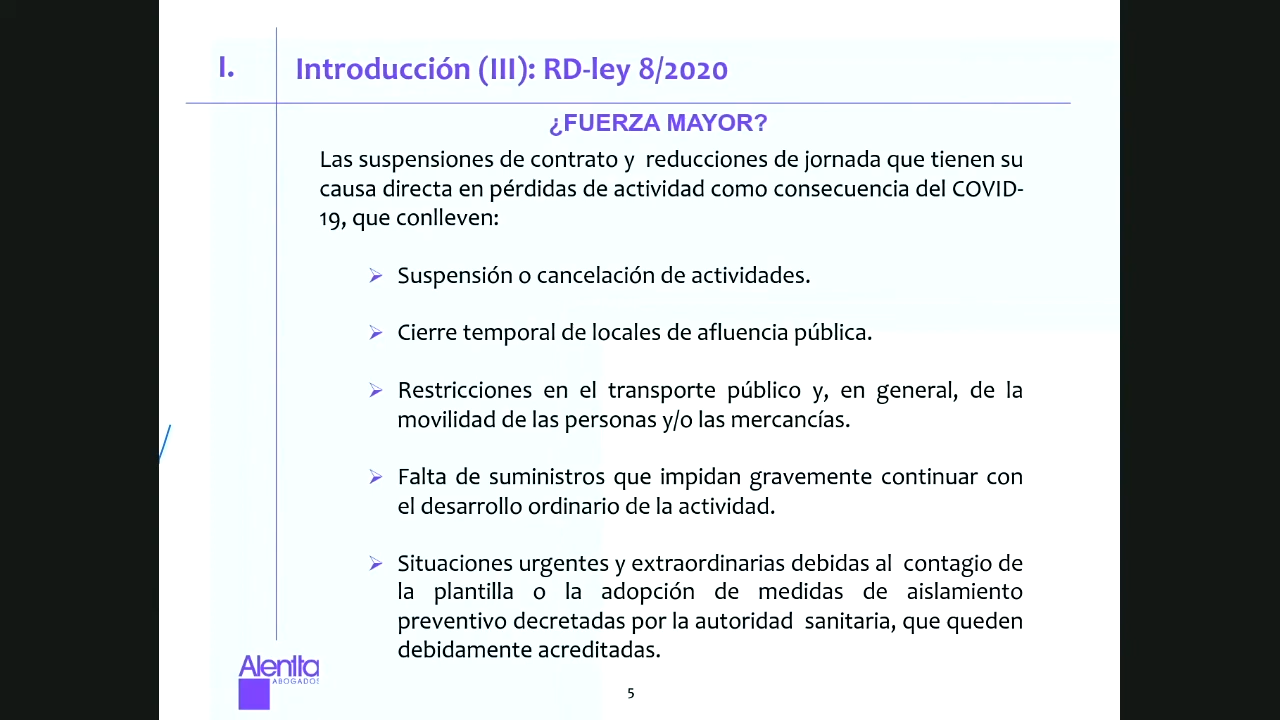 I.
Introducción (III): RD-ley 8/2020
¿FUERZA MAYOR?
Las suspensiones de contrato y reducciones de jornada que tienen su
causa directa en pérdidas de actividad como consecuencia del COVID-
19, que conlleven:
➢ Suspensión o cancelación de actividades.
➢ Cierre temporal de locales de afluencia pública.
➢ Restricciones en el transporte público y, en general, de la
movilidad de las personas y/o las mercancías.
➢ Falta de suministros que impidan gravemente continuar con
el desarrollo ordinario de la actividad.
➢ Situaciones urgentes y extraordinarias debidas al contagio de
la plantilla o la adopción de medidas de aislamiento
preventivo decretadas por la autoridad sanitaria, que queden
debidamente acreditadas.
Alentta
ABOGADOS
5